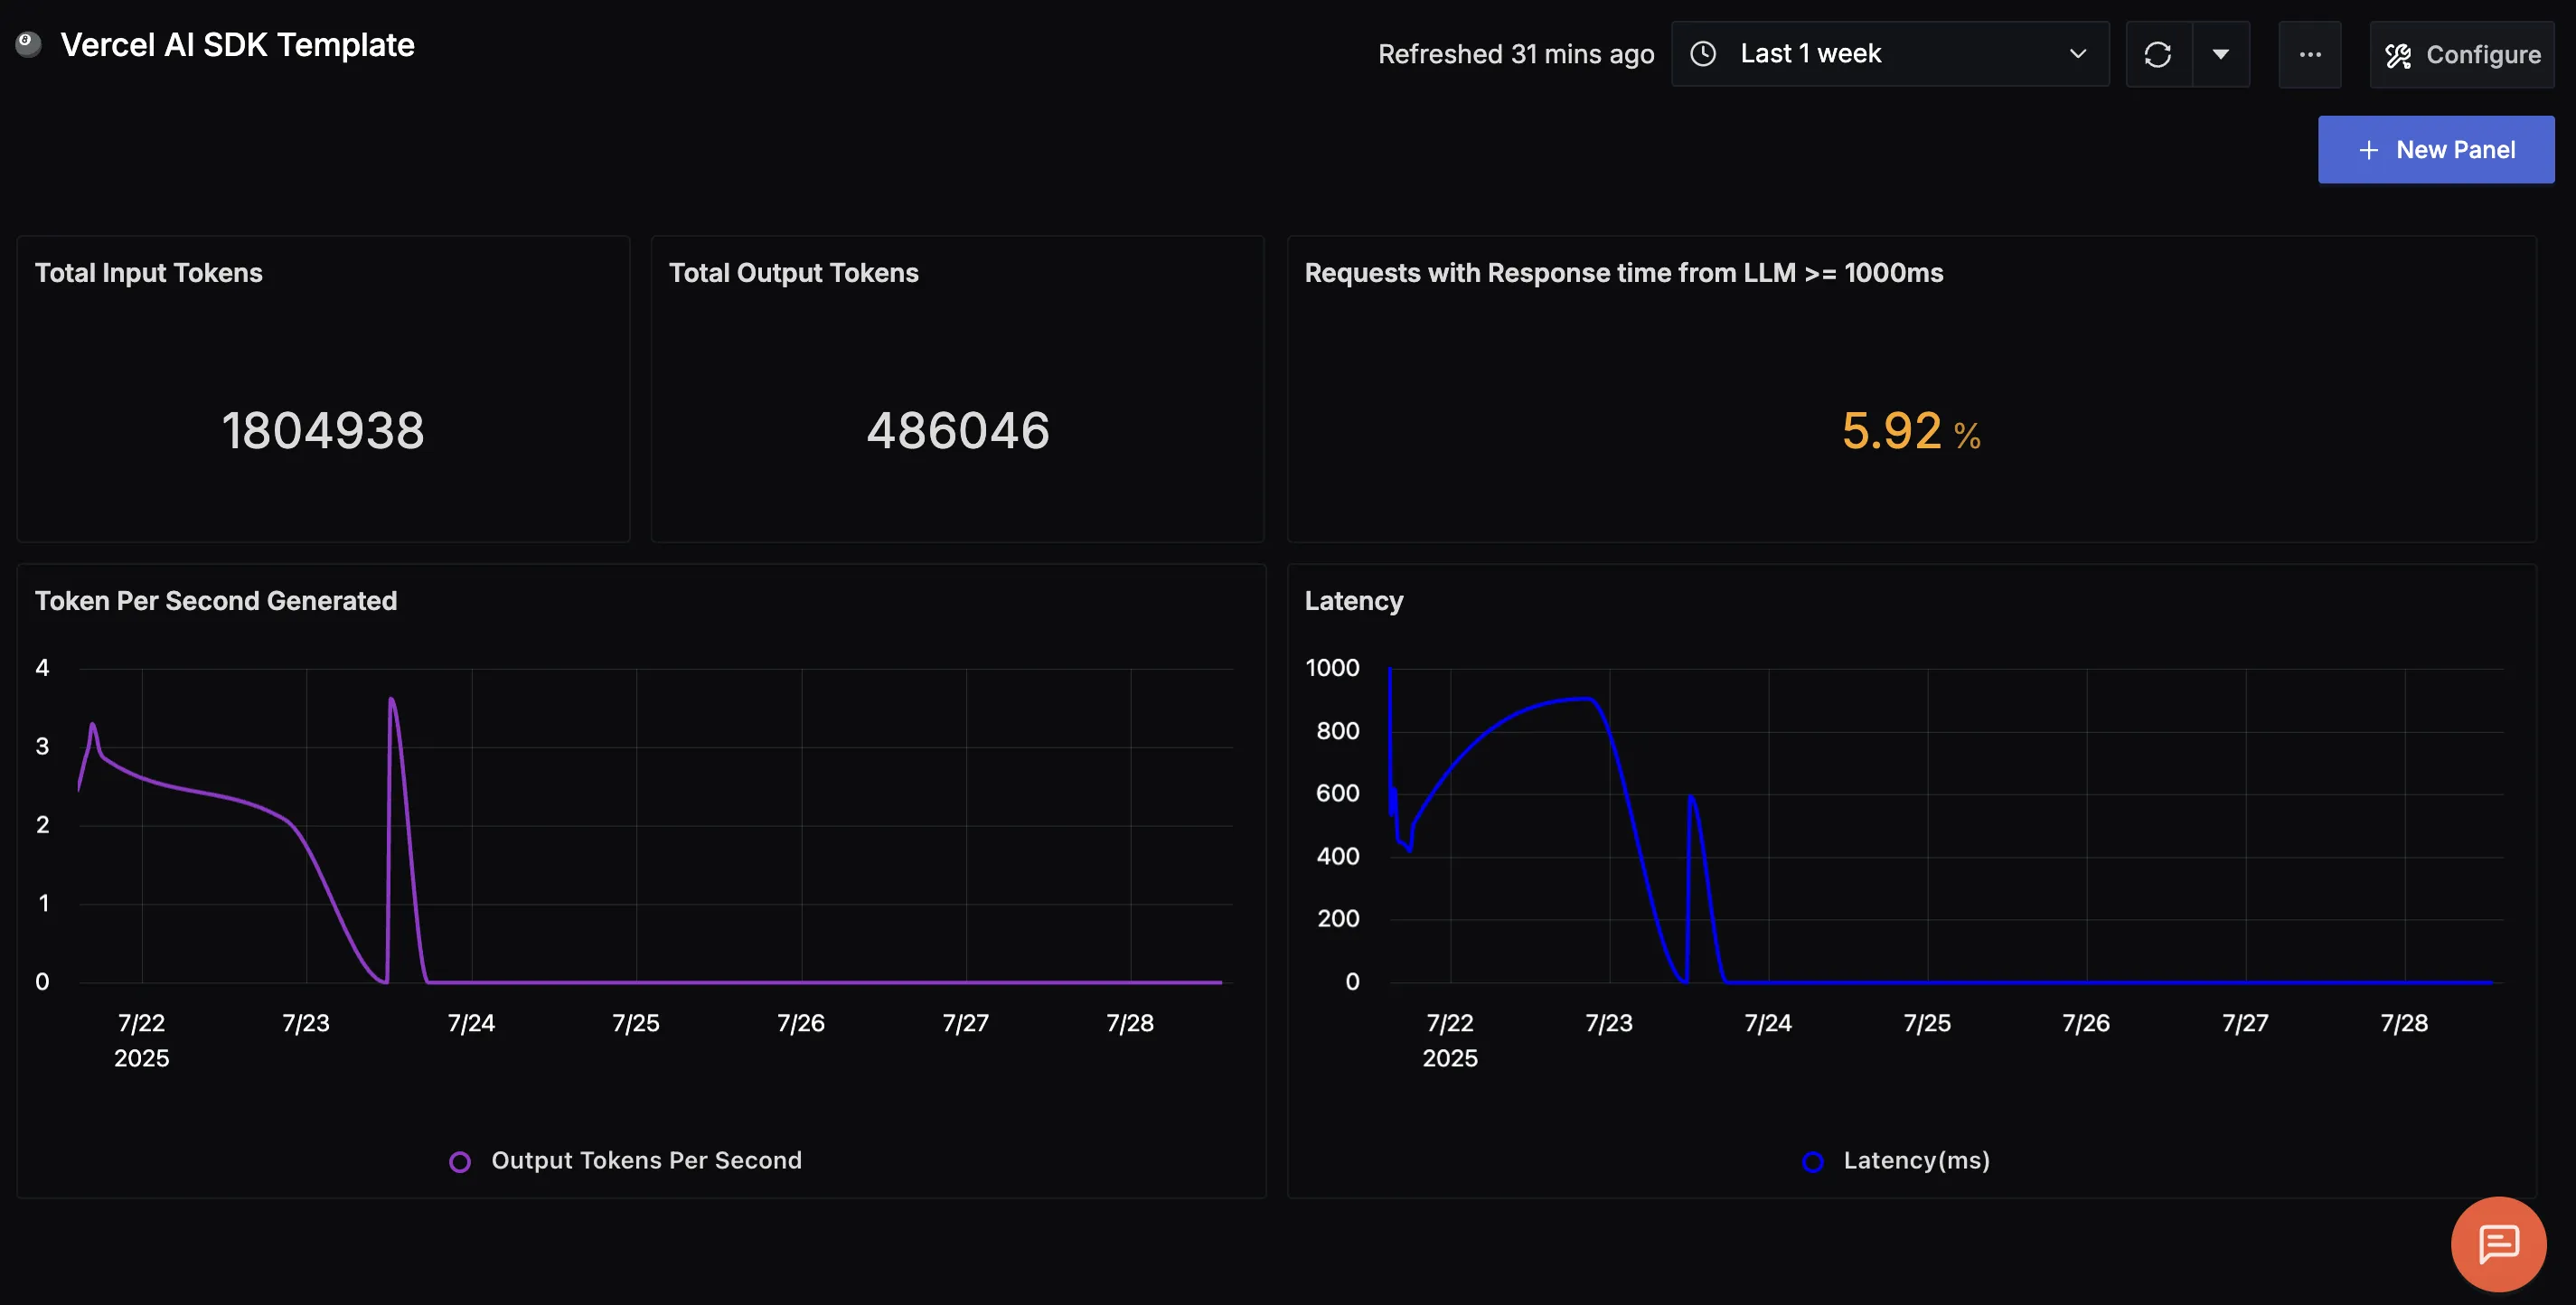 Vercel AI SDK Template
Refreshed 31 mins ago
Last 1 week
Configure
New Panel
Total Input Tokens
1804938
Total Output Tokens
486046
Requests with Response time from LLM >= 1000ms
5.92 %
Token Per Second Generated
4
3
2
1
0
7/22 7/23 7/24 7/25 7/26 7/27 7/28
2025
Output Tokens Per Second
Latency
1000
800
600
400
200
0
7/22 7/23 7/24 7/25 7/26 7/27 7/28
2025
Latency(ms)